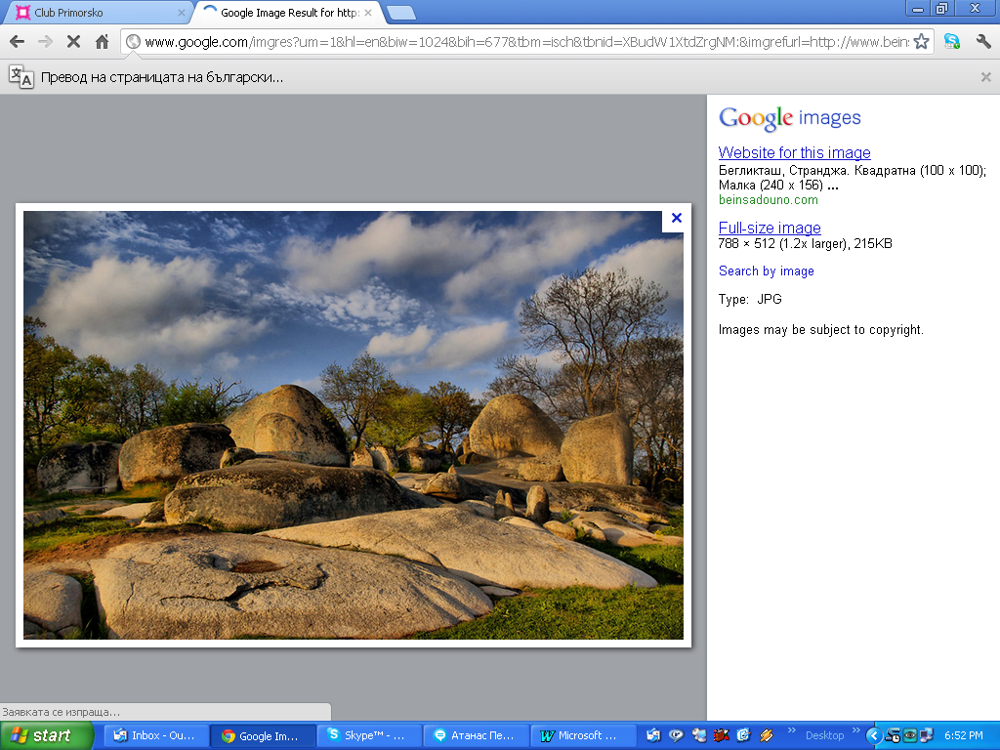 Club Primorsko
Google Image Result for http:
www.google.com/imgres?um=1&hl=en&biw=1024&bih=677&tbm=isch&tbnid=XBudW1XtdZrgNM:&imgrefurl=http://www.beins
Превод на страницата на български...
Google images
Website for this image
Бегликташ, Странджа. Квадратна (100 x 100);
Малка (240 x 156) ...
beinsadouno.com
Full-size image
788 × 512 (1.2x larger), 215KB
Search by image
Type: JPG
Images may be subject to copyright.
Заявката се изпраща...
start
Inbox - Ou...
Google Im...
Skype™ - ...
Атанас Пе...
Microsoft ...
Desktop
6:52 PM